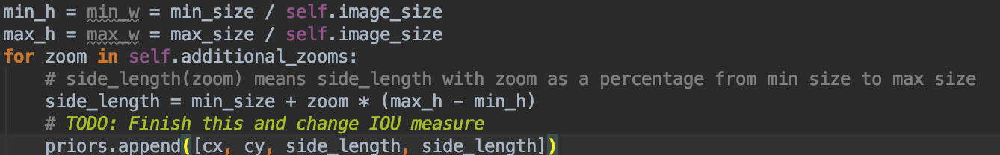 min_h = min_w = min_size / self.image_size
max_h = max_w = max_size / self.image_size
for zoom in self.additional_zooms:
    # side_length(zoom) means side_length with zoom as a percentage from min size to max size
    side_length = min_size + zoom * (max_h - min_h)
    # TODO: Finish this and change IOU measure
    priors.append([cx, cy, side_length, side_length])